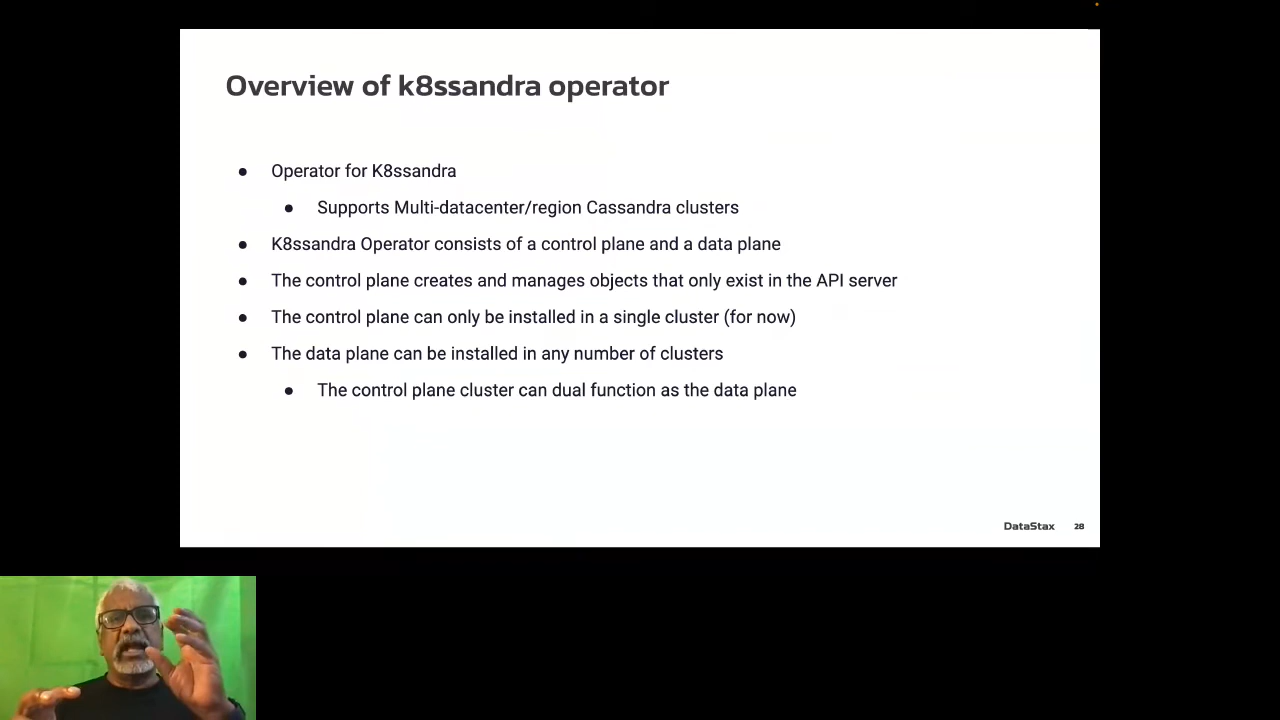 Overview of k8ssandra operator
● Operator for K8ssandra
● Supports Multi-datacenter/region Cassandra clusters
● K8ssandra Operator consists of a control plane and a data plane
● The control plane creates and manages objects that only exist in the API server
● The control plane can only be installed in a single cluster (for now)
● The data plane can be installed in any number of clusters
● The control plane cluster can dual function as the data plane
DataStax 28